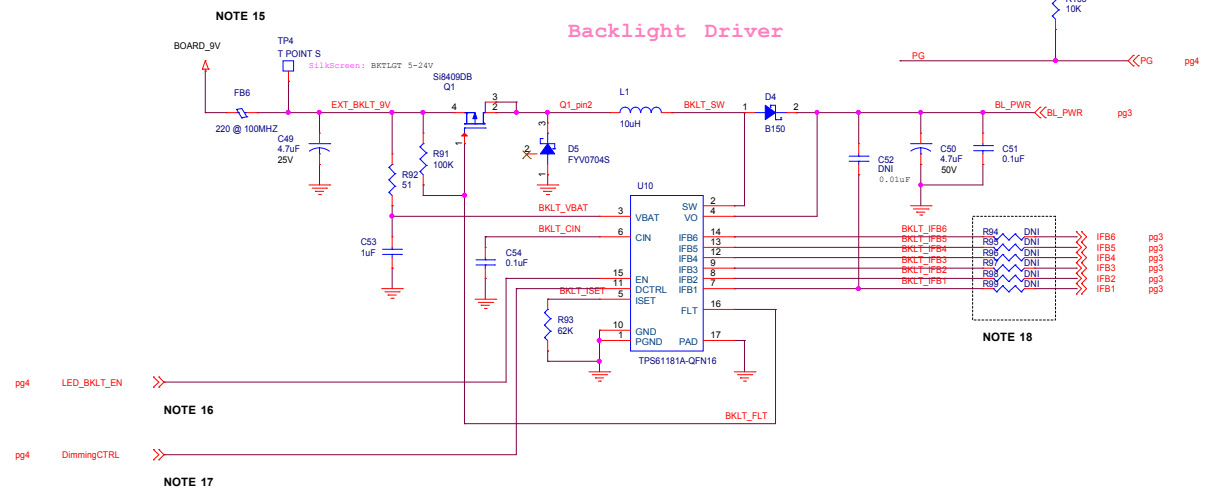 NOTE 15
Backlight Driver
R163
10K
BOARD_9V
TP4
T POINT S
SilkScreen: BKTLGT 5-24V
PG
PG
pg4
FB6
220 @ 100MHZ
EXT_BKLT_9V
Si8409DB
Q1
4
3
2
1
Q1_pin2
L1
10uH
BKLT_SW
1
D4
2
B150
BL_PWR
BL_PWR
pg3
C49
4.7uF
25V
R91
100K
R92
51
3
2
1
D5
FYV0704S
C52
DNI
0.01uF
C50
4.7uF
50V
C51
0.1uF
U10
BKLT_VBAT
3
VBAT
SW
2
VO
4
BKLT_CIN
6
CIN
C53
1uF
C54
0.1uF
IFB6
14
BKLT_IFB6
R94
DNI
IFB6
pg3
IFB5
13
BKLT_IFB5
R95
IFB5
pg3
IFB4
12
BKLT_IFB4
R96
DNI
IFB4
pg3
IFB3
9
BKLT_IFB3
R97
DNI
IFB3
pg3
IFB2
8
BKLT_IFB2
R98
DNI
IFB2
pg3
IFB1
7
BKLT_IFB1
R99
DNI
IFB1
pg3
15
EN
11
DCTRL
BKLT_ISET
5
ISET
FLT
16
R93
62K
10
GND
1
PGND
PAD
17
TPS61181A-QFN16
NOTE 18
pg4
LED_BKLT_EN
NOTE 16
BKLT_FLT
pg4
DimmingCTRL
NOTE 17